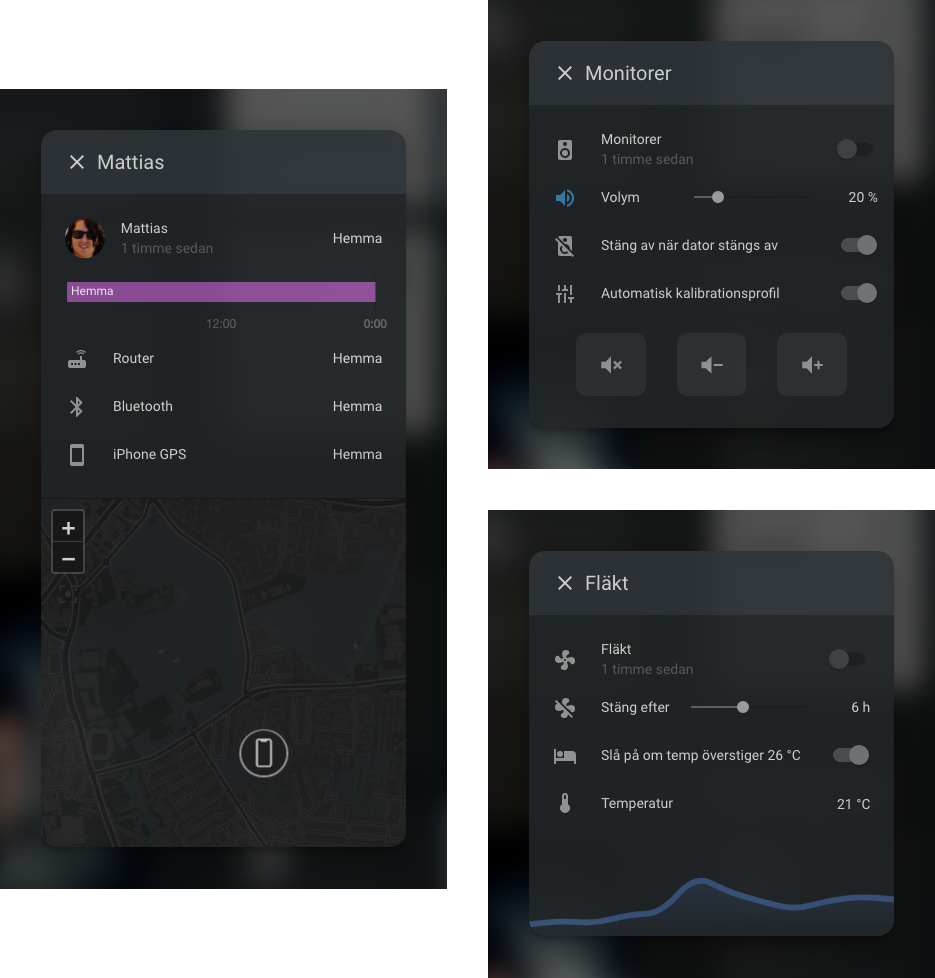 Mattias
Mattias
1 timme sedan
Hemma
Hemma
12:00
0:00
Router
Hemma
Bluetooth
Hemma
iPhone GPS
Hemma
+
−
Monitorer
Monitorer
1 timme sedan
Volym
20 %
Stäng av när dator stängs av
Automatisk kalibrationsprofil
Fläkt
Fläkt
1 timme sedan
Stäng efter
6 h
Slå på om temp överstiger 26 °C
Temperatur
21 °C